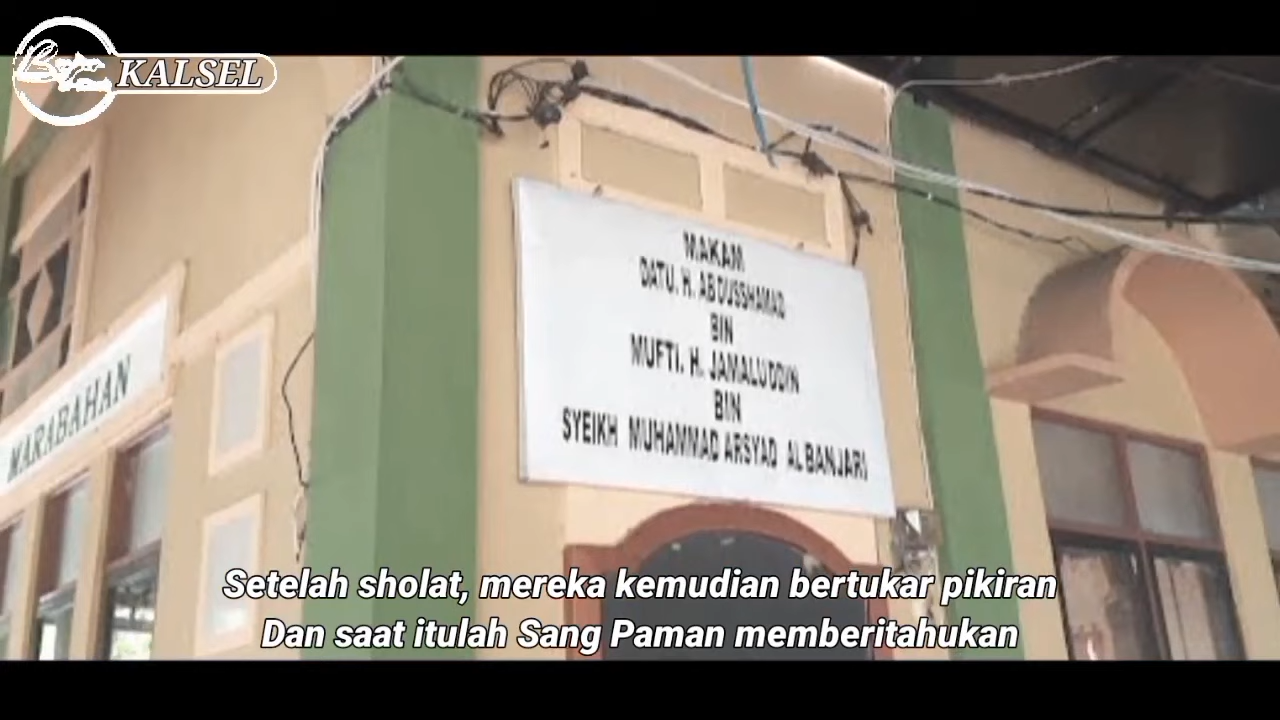 KALSEL
MAKAM
DATU. H. ABDUSSHAMAD
BIN
MUFTI. H. JAMALUDDIN
BIN
SYEIKH MUHAMMAD ARSYAD AL BANJARI
MARABAHAN
Setelah sholat, mereka kemudian bertukar pikiran
Dan saat itulah Sang Paman memberitahukan